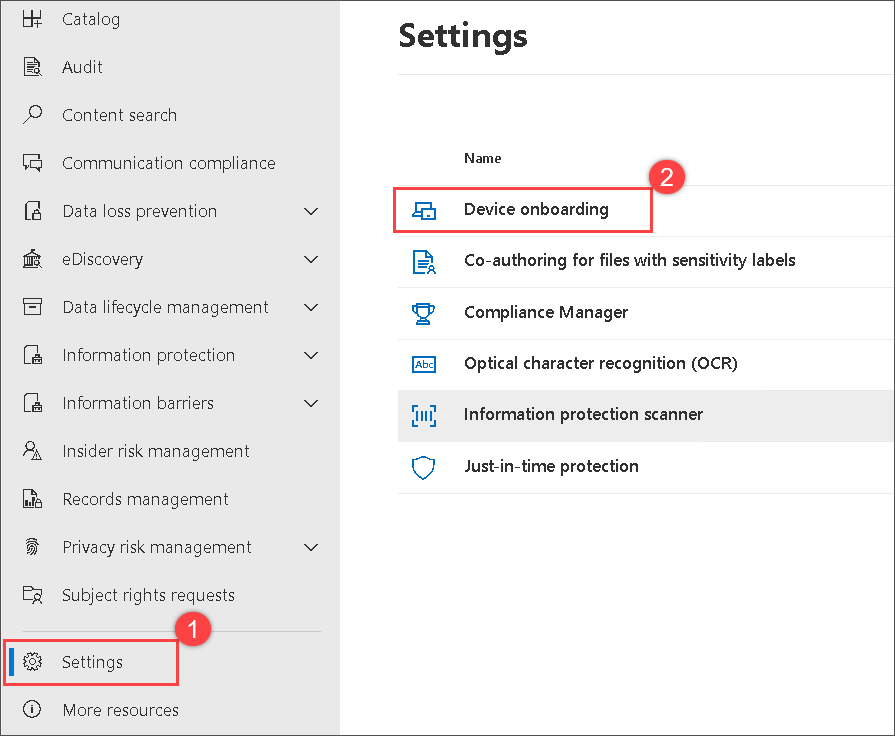 Catalog
Audit
Content search
Communication compliance
Data loss prevention
eDiscovery
Data lifecycle management
Information protection
Information barriers
Insider risk management
Records management
Privacy risk management
Subject rights requests
1
Settings
More resources
Settings
Name
2
Device onboarding
Co-authoring for files with sensitivity labels
Compliance Manager
Abc
Optical character recognition (OCR)
Information protection scanner
Just-in-time protection